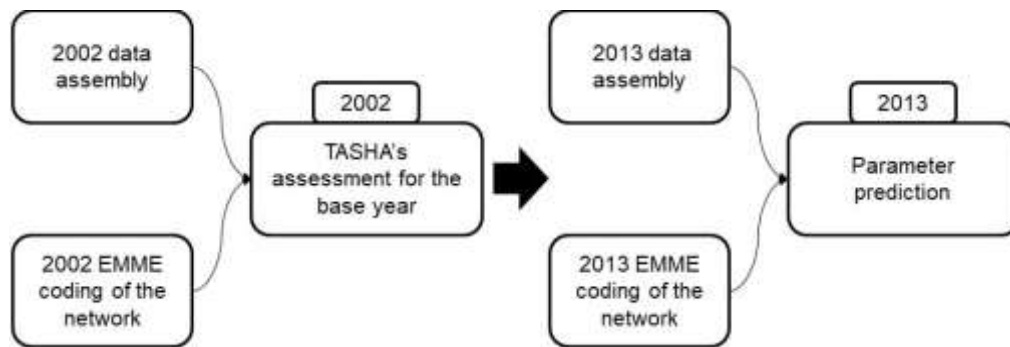 2002 data
assembly
2002
TASHA's
assessment for the
base year
2002 EMME
coding of the
network
2013 data
assembly
2013
Parameter
prediction
2013 EMME
coding of the
network